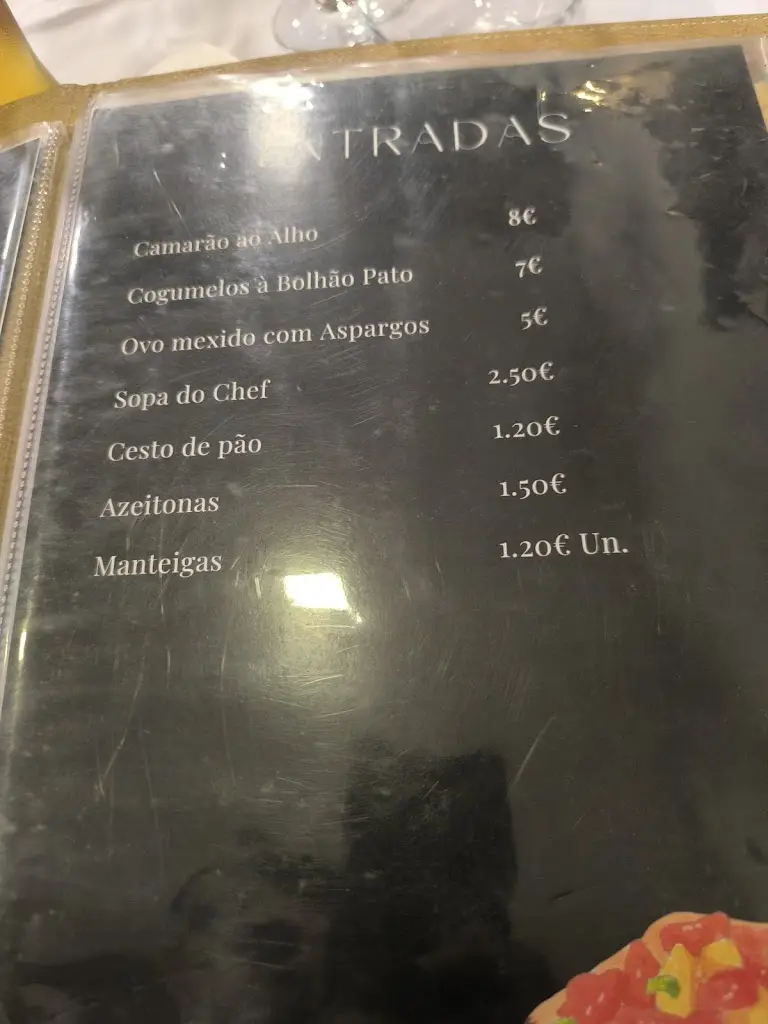 ENTRADAS
Camarão ao Alho 8€
Cogumelos à Bolhão Pato 7€
Ovo mexido com Aspargos 5€
Sopa do Chef 2.50€
Cesto de pão 1.20€
Azeitonas 1.50€
Manteigas 1.20€ Un.